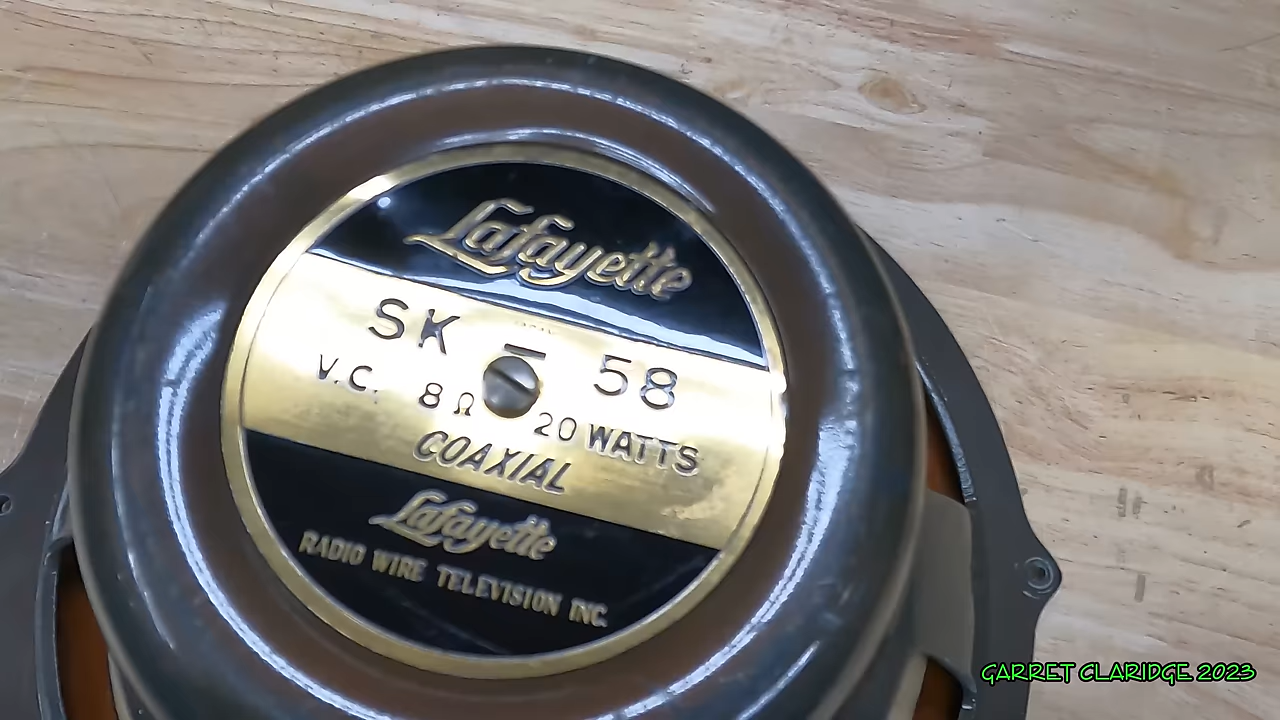 Lafayette
SK - 58
V.C. 8Ω 20 WATTS
COAXIAL
Lafayette
RADIO WIRE TELEVISION INC.
GARRET CLARIDGE 2023